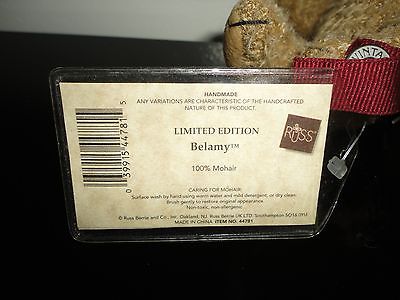 VINTA
HANDMADE
ANY VARIATIONS ARE CHARACTERISTIC OF THE HANDCRAFTED
NATURE OF THIS PRODUCT.
LIMITED EDITION
Belamy™
100% Mohair
RUSS
CARING FOR MOHAIR:
Surface wash by hand using warm water and mild detergent, or dry clean.
Brush gently to restore original appearance.
Non-toxic, non-allergenic
© Russ Berrie and Co., Inc. Oakland, NJ. Russ Berrie UK LTD. Southampson SO16 0YU
MADE IN CHINA. ITEM NO. 44781
0 39915 44781 5